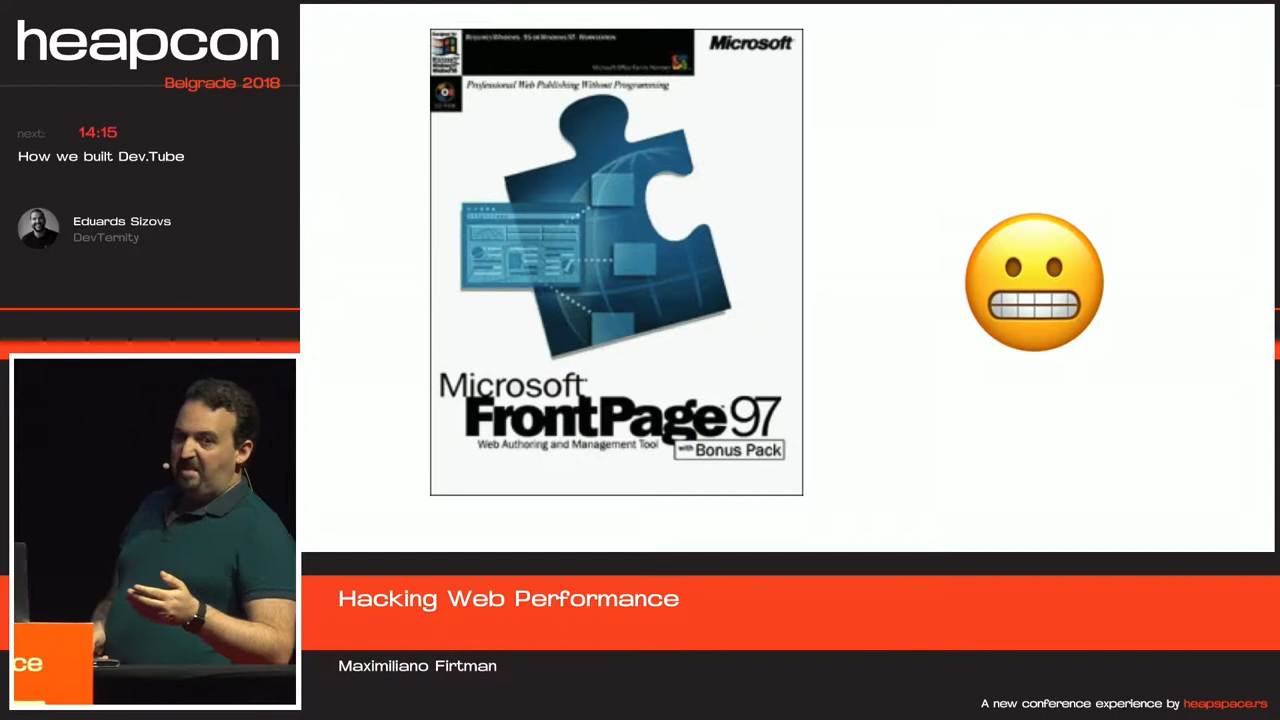 heapcon
Belgrade 2018
next: 14:15
How we built Dev.Tube
Eduards Sizovs
DevTernity
Microsoft
Professional Web Publishing Without Programming
CD-ROM
Microsoft
FrontPage 97
Web Authoring and Management Tool
with Bonus Pack
ce
Hacking Web Performance
Maximiliano Firtman
A new conference experience by heapspace.rs